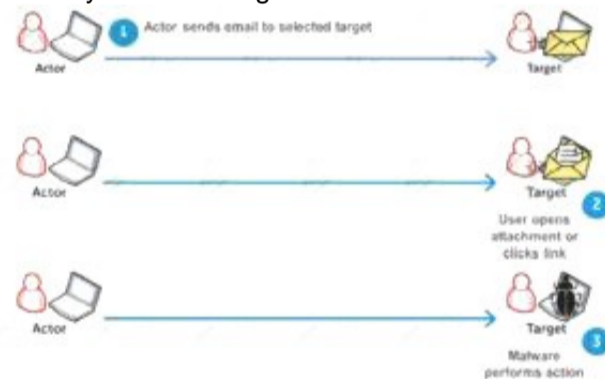 1 Actor sends email to selected target
Actor
Target
Actor
Target
2
User opens
attachment or
clicks link
Actor
Target
3
Malware
performs action